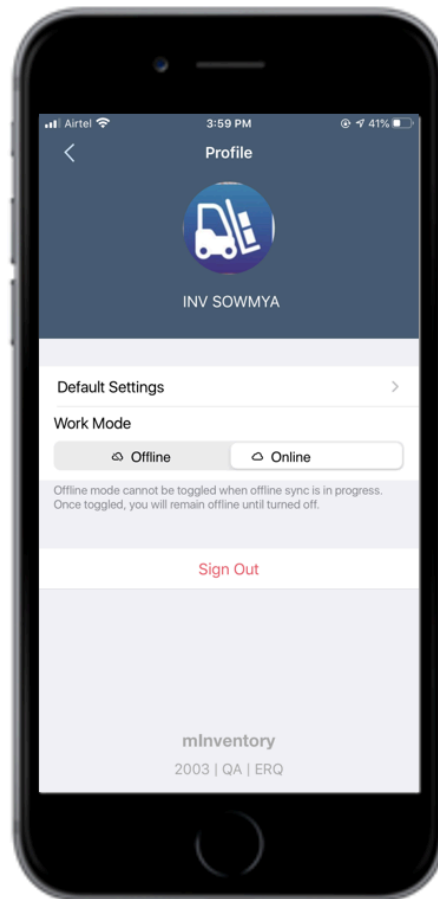 Airtel 3:59 PM 41%
Profile
INV SOWMYA
Default Settings
Work Mode
Offline Online
Offline mode cannot be toggled when offline sync is in progress.
Once toggled, you will remain offline until turned off.
Sign Out
mInventory
2003 | QA | ERQ